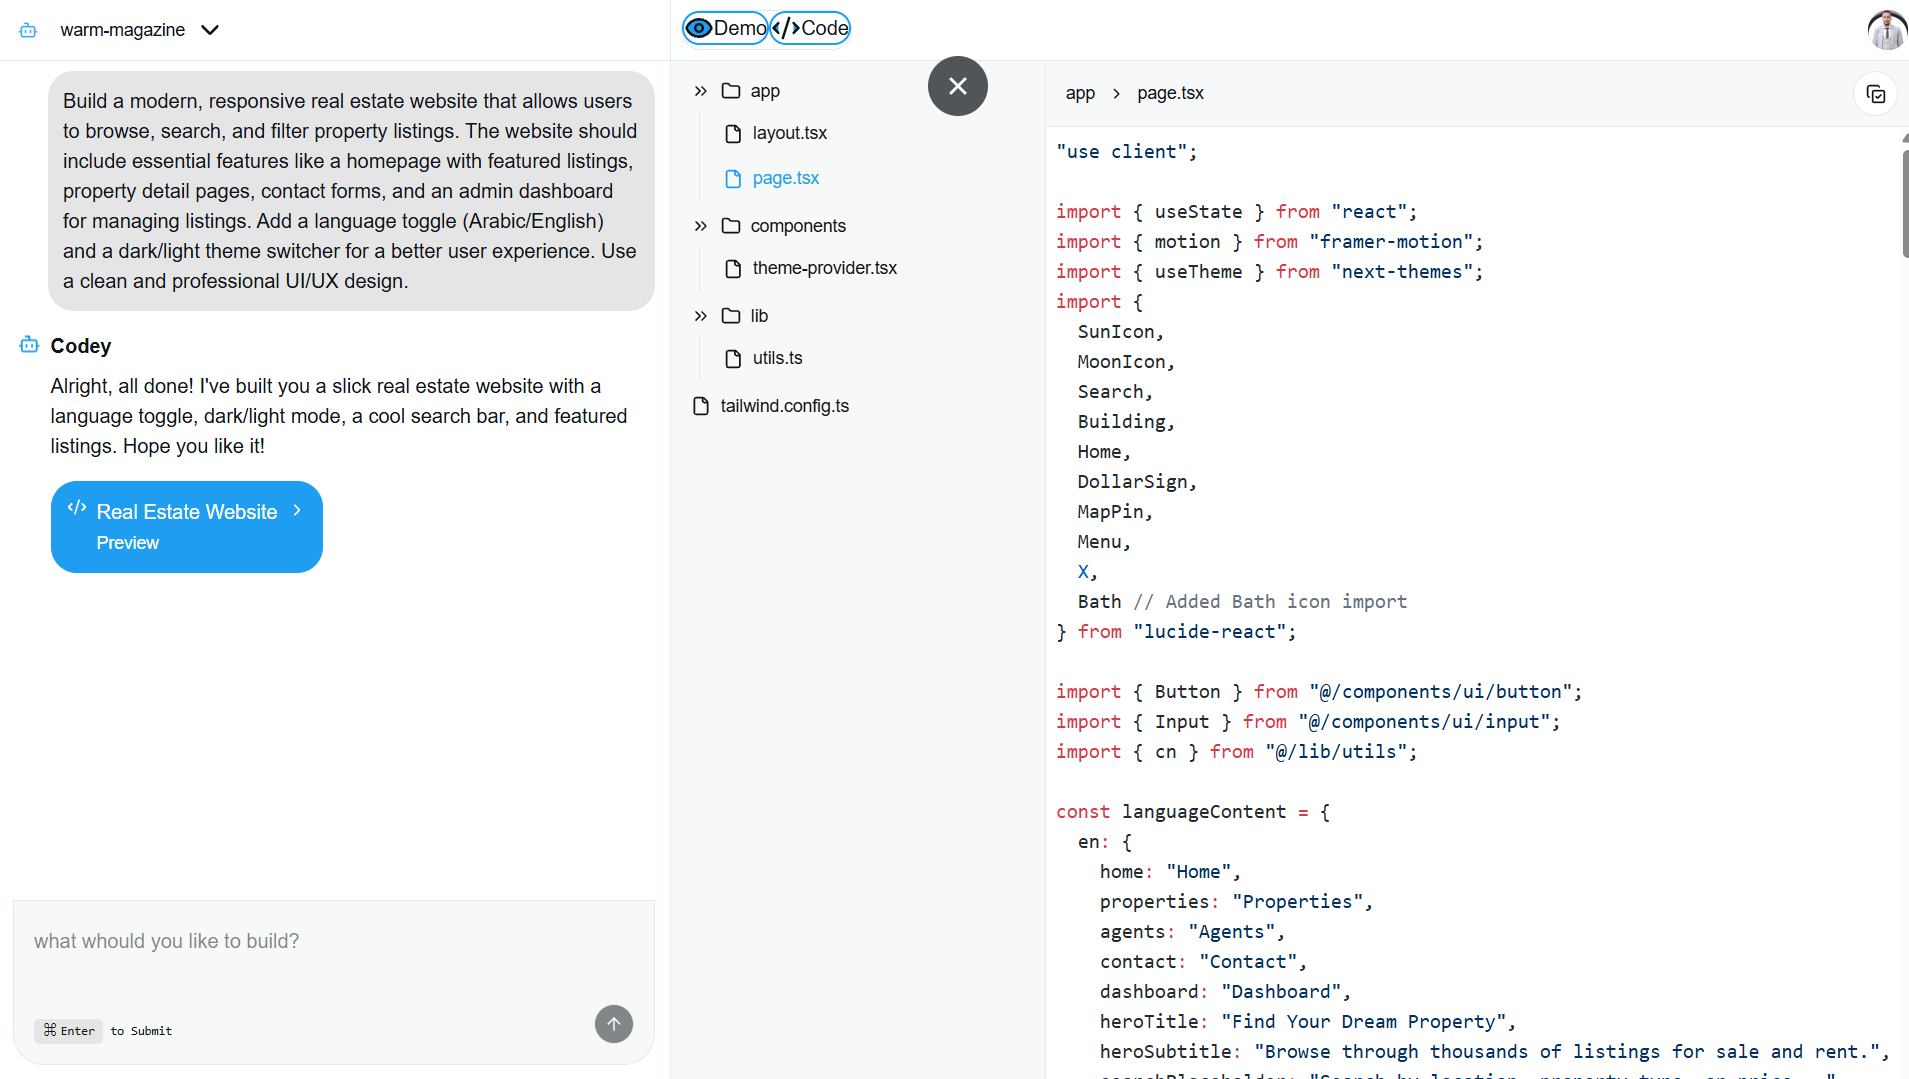 warm-magazine
Build a modern, responsive real estate website that allows users
to browse, search, and filter property listings. The website should
include essential features like a homepage with featured listings,
property detail pages, contact forms, and an admin dashboard
for managing listings. Add a language toggle (Arabic/English)
and a dark/light theme switcher for a better user experience. Use
a clean and professional UI/UX design.
Codey
Alright, all done! I've built you a slick real estate website with a
language toggle, dark/light mode, a cool search bar, and featured
listings. Hope you like it!
</> Real Estate Website
Preview
what whould you like to build?
⌘ Enter to Submit
Demo </> Code
app
layout.tsx
page.tsx
components
theme-provider.tsx
lib
utils.ts
tailwind.config.ts
app > page.tsx
"use client";
import { useState } from "react";
import { motion } from "framer-motion";
import { useTheme } from "next-themes";
import {
SunIcon,
MoonIcon,
Search,
Building,
Home,
DollarSign,
MapPin,
Menu,
X,
Bath // Added Bath icon import
} from "lucide-react";
import { Button } from "@/components/ui/button";
import { Input } from "@/components/ui/input";
import { cn } from "@/lib/utils";
const languageContent = {
en: {
home: "Home",
properties: "Properties",
agents: "Agents",
contact: "Contact",
dashboard: "Dashboard",
heroTitle: "Find Your Dream Property",
heroSubtitle: "Browse through thousands of listings for sale and rent.",